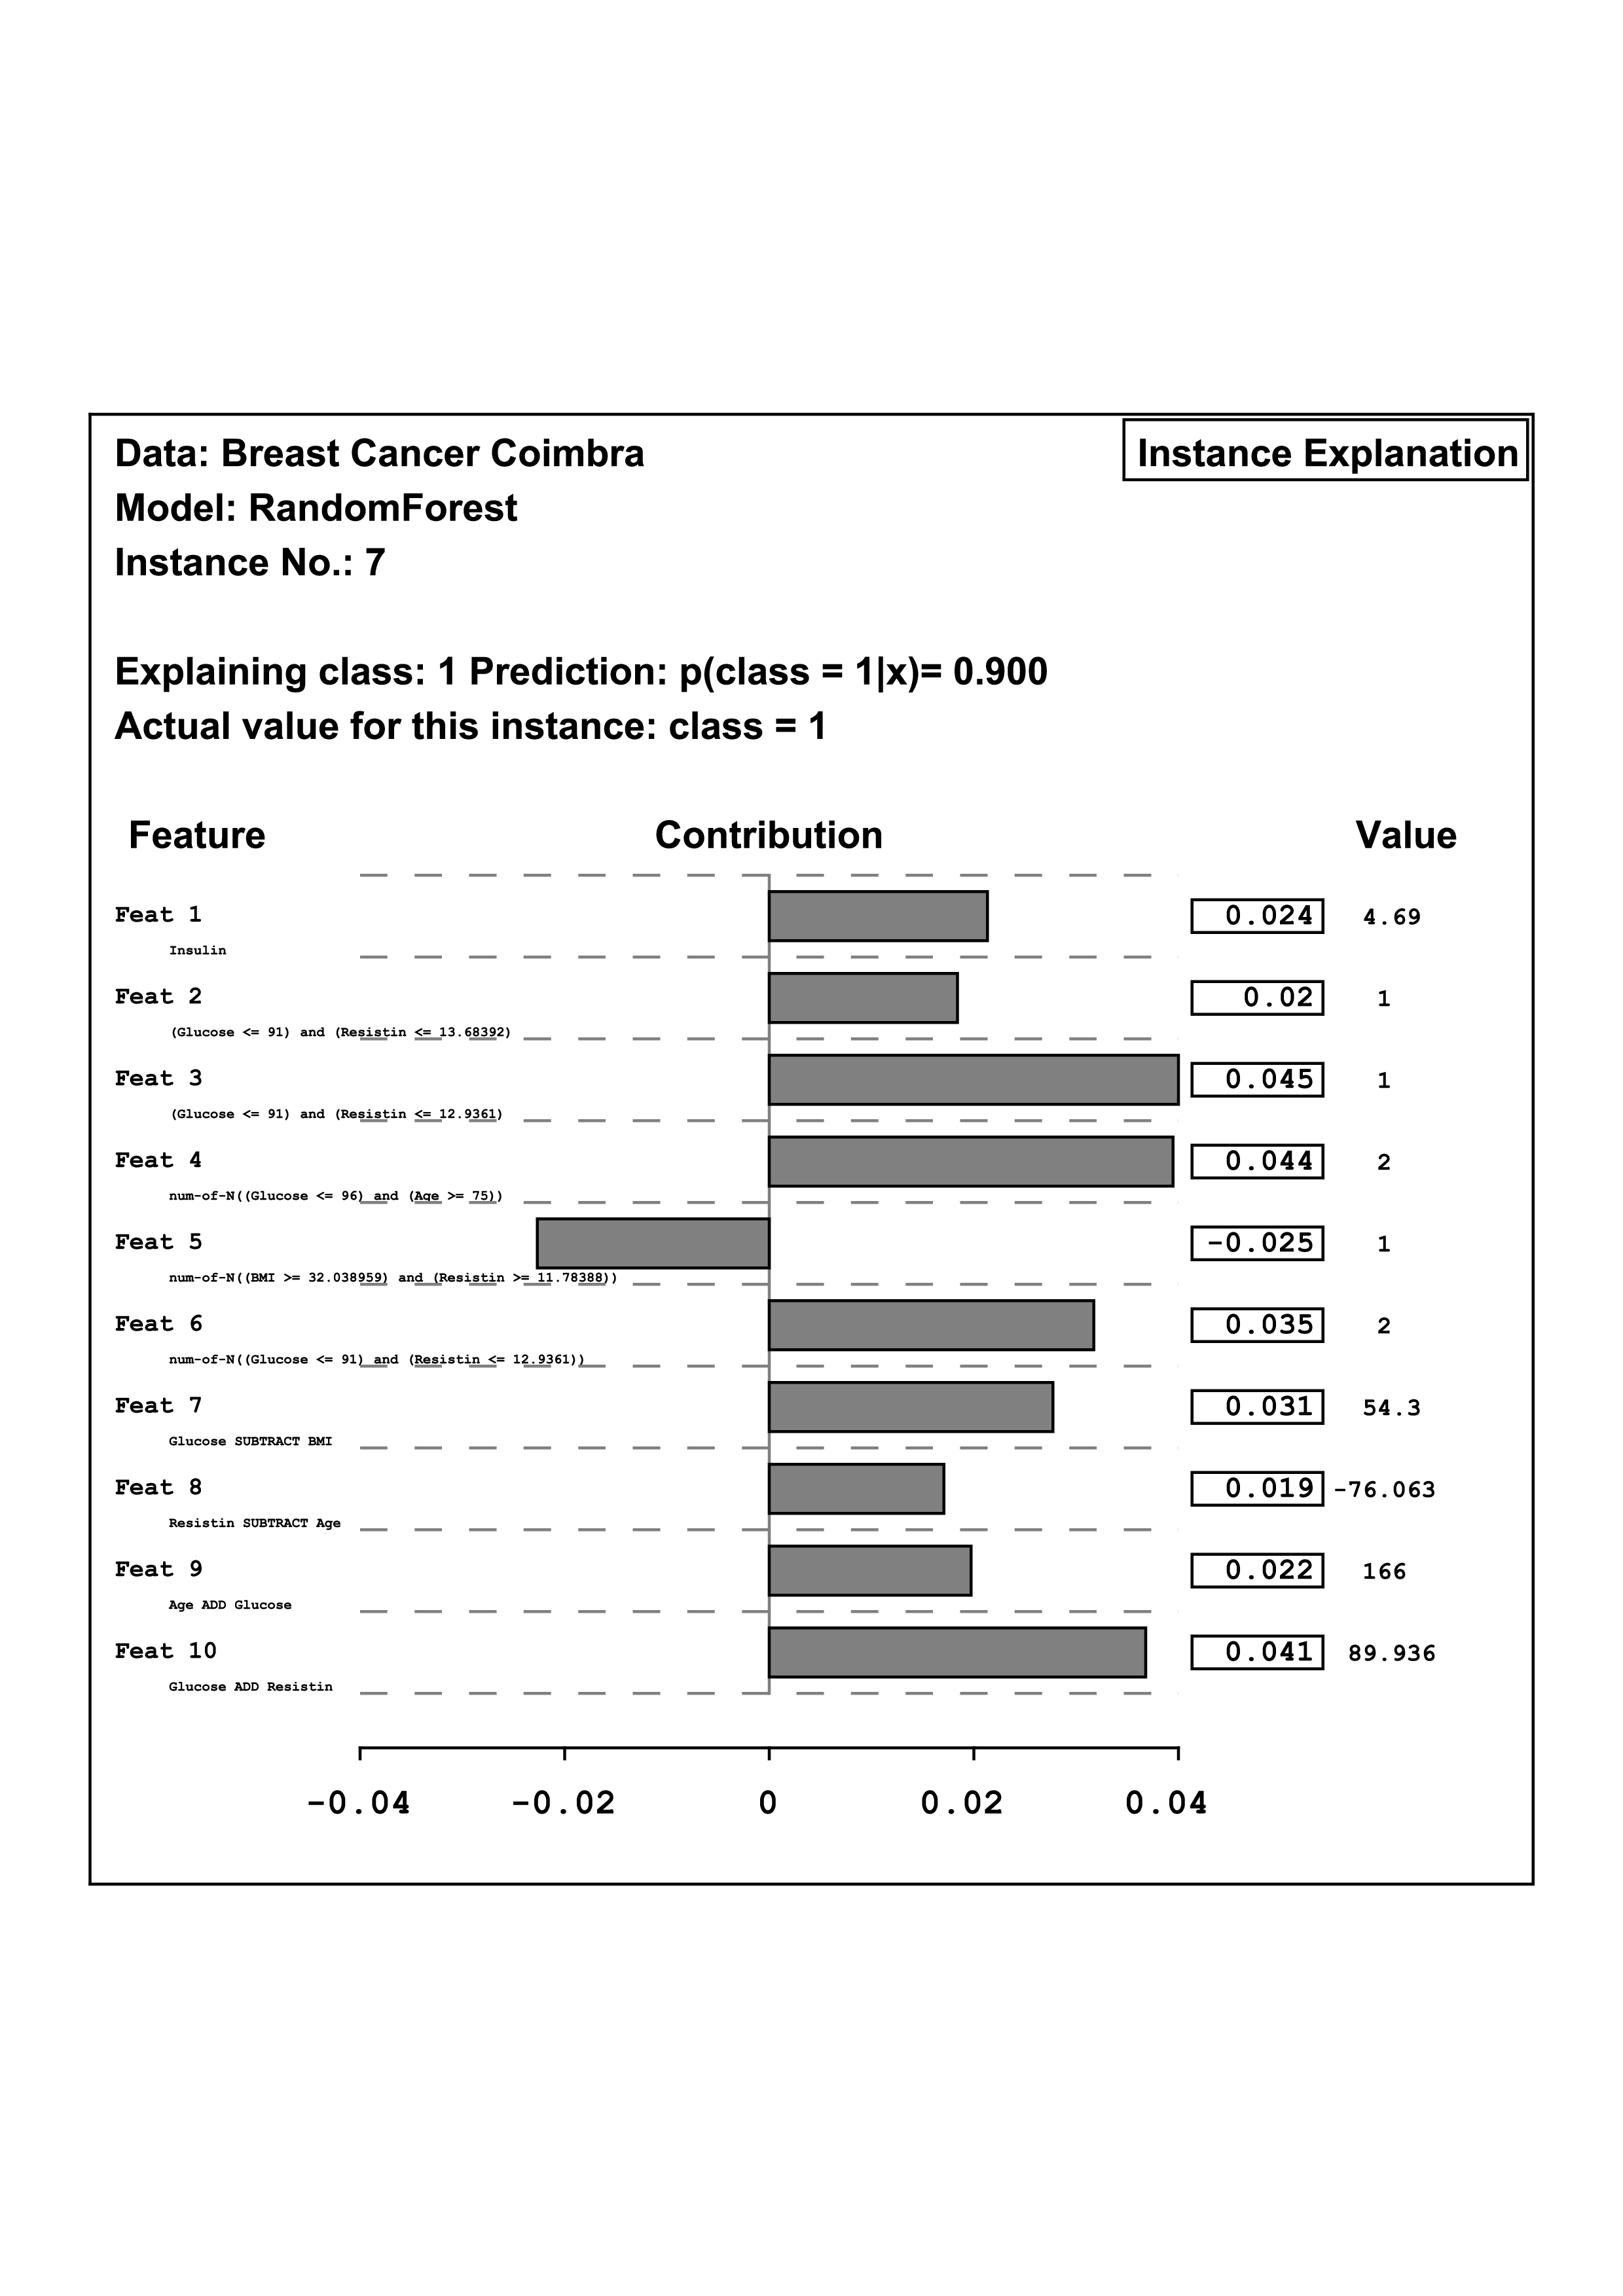 Data: Breast Cancer Coimbra
Instance Explanation
Model: RandomForest
Instance No.: 7
Explaining class: 1 Prediction: p(class = 1|x)= 0.900
Actual value for this instance: class = 1
Feature Contribution Value
Feat 1 0.024 4.69
Insulin
Feat 2 0.02 1
(Glucose <= 91) and (Resistin <= 13.68392)
Feat 3 0.045 1
(Glucose <= 91) and (Resistin <= 12.9361)
Feat 4 0.044 2
num-of-N((Glucose <= 96) and (Age >= 75))
Feat 5 -0.025 1
num-of-N((BMI >= 32.038959) and (Resistin >= 11.78388))
Feat 6 0.035 2
num-of-N((Glucose <= 91) and (Resistin <= 12.9361))
Feat 7 0.031 54.3
Glucose SUBTRACT BMI
Feat 8 0.019 -76.063
Resistin SUBTRACT Age
Feat 9 0.022 166
Age ADD Glucose
Feat 10 0.041 89.936
Glucose ADD Resistin
-0.04 -0.02 0 0.02 0.04